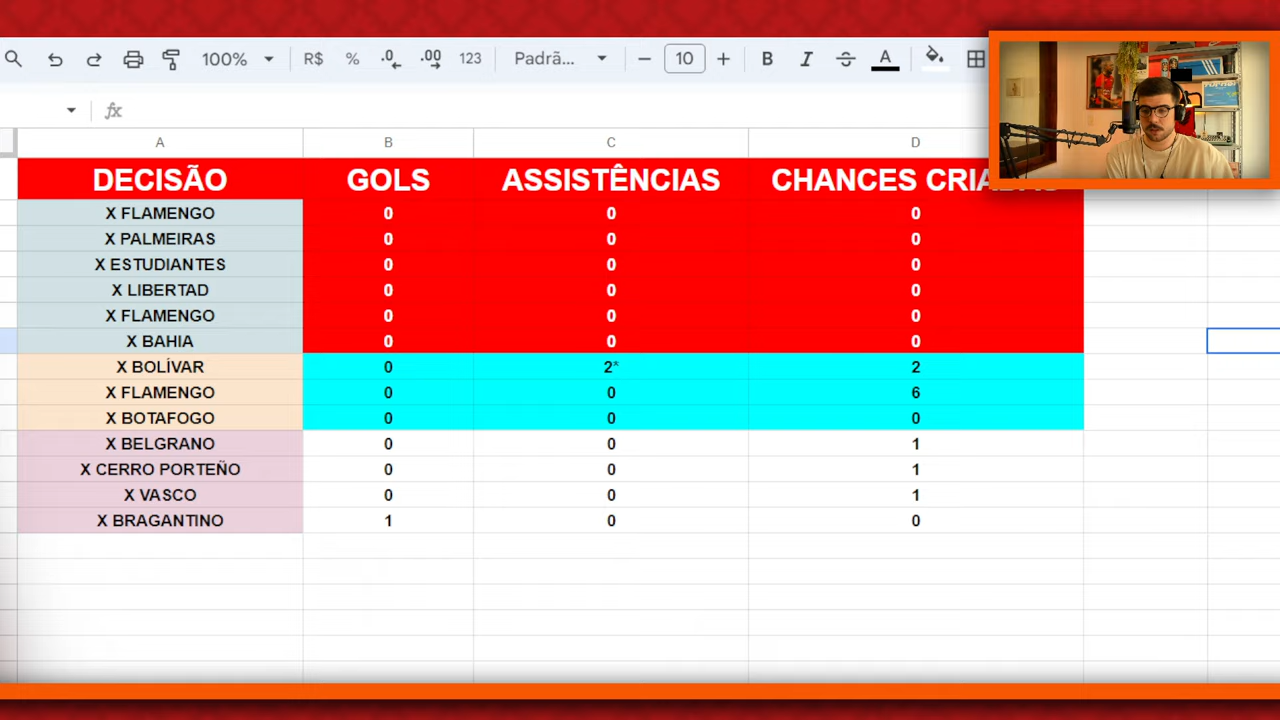 100% R$ % .0 .00 123 Padrã... 10 B I S A
fx
A B C D
DECISÃO GOLS ASSISTÊNCIAS CHANCES
X FLAMENGO 0 0 0
X PALMEIRAS 0 0 0
X ESTUDIANTES 0 0 0
X LIBERTAD 0 0 0
X FLAMENGO 0 0 0
X BAHIA 0 0 0
X BOLÍVAR 0 2* 2
X FLAMENGO 0 0 6
X BOTAFOGO 0 0 0
X BELGRANO 0 0 1
X CERRO PORTEÑO 0 0 1
X VASCO 0 0 1
X BRAGANTINO 1 0 0